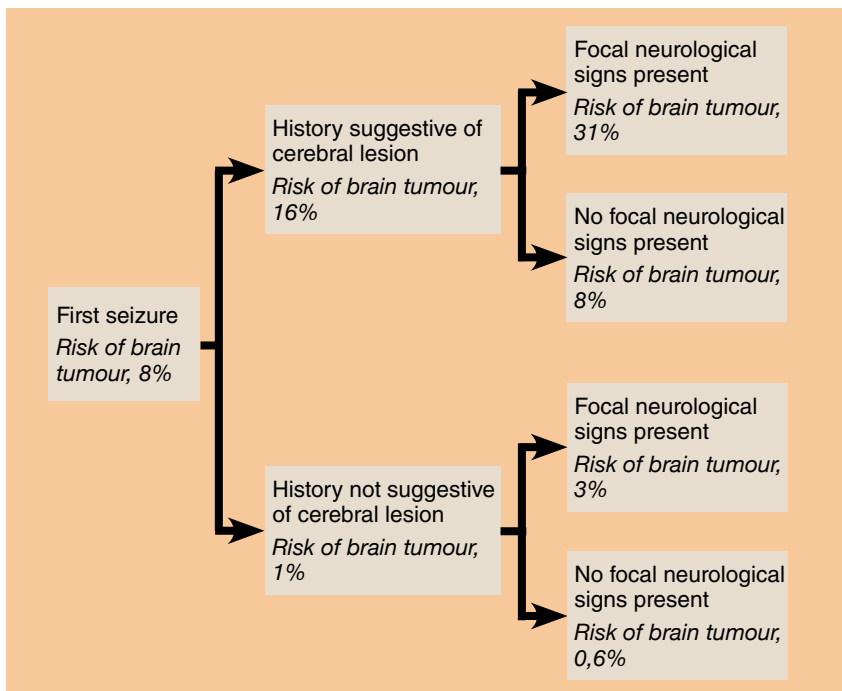 First seizure
Risk of brain
tumour, 8%
History suggestive of
cerebral lesion
Risk of brain tumour,
16%
Focal neurological
signs present
Risk of brain tumour,
31%
No focal neurological
signs present
Risk of brain tumour,
8%
History not suggestive
of cerebral lesion
Risk of brain tumour,
1%
Focal neurological
signs present
Risk of brain tumour,
3%
No focal neurological
signs present
Risk of brain tumour,
0,6%